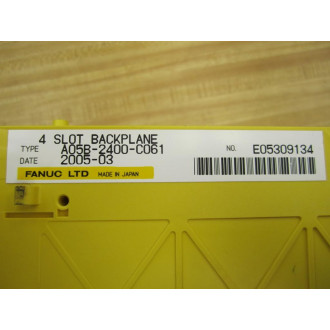 4 SLOT BACKPLANE
TYPE A05B-2400-C061 NO. E05309134
DATE 2005-03
FANUC LTD MADE IN JAPAN